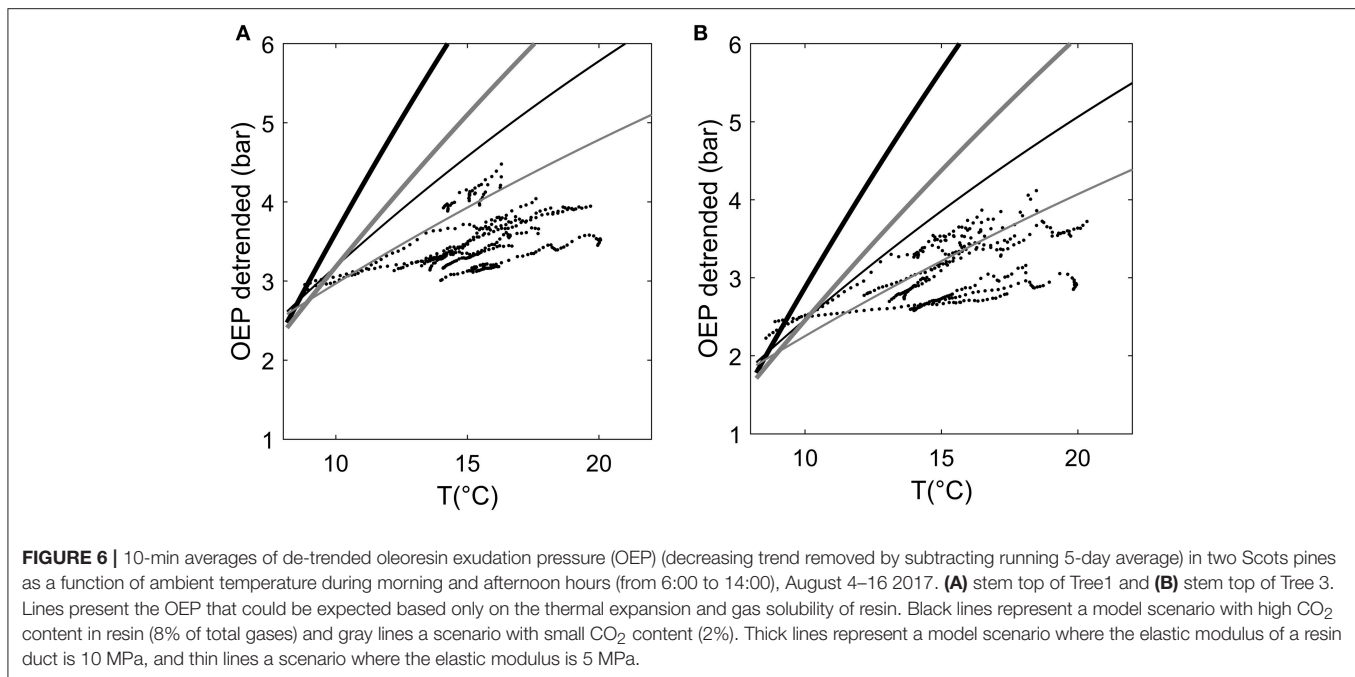 A
6
5
4
3
2
1
OEP detrended (bar)
10
15
20
T(°C)
B
6
5
4
3
2
1
OEP detrended (bar)
10
15
20
T(°C)
FIGURE 6 | 10-min averages of de-trended oleoresin exudation pressure (OEP) (decreasing trend removed by subtracting running 5-day average) in two Scots pines
as a function of ambient temperature during morning and afternoon hours (from 6:00 to 14:00), August 4–16 2017. (A) stem top of Tree1 and (B) stem top of Tree 3.
Lines present the OEP that could be expected based only on the thermal expansion and gas solubility of resin. Black lines represent a model scenario with high CO2
content in resin (8% of total gases) and gray lines a scenario with small CO2 content (2%). Thick lines represent a model scenario where the elastic modulus of a resin
duct is 10 MPa, and thin lines a scenario where the elastic modulus is 5 MPa.